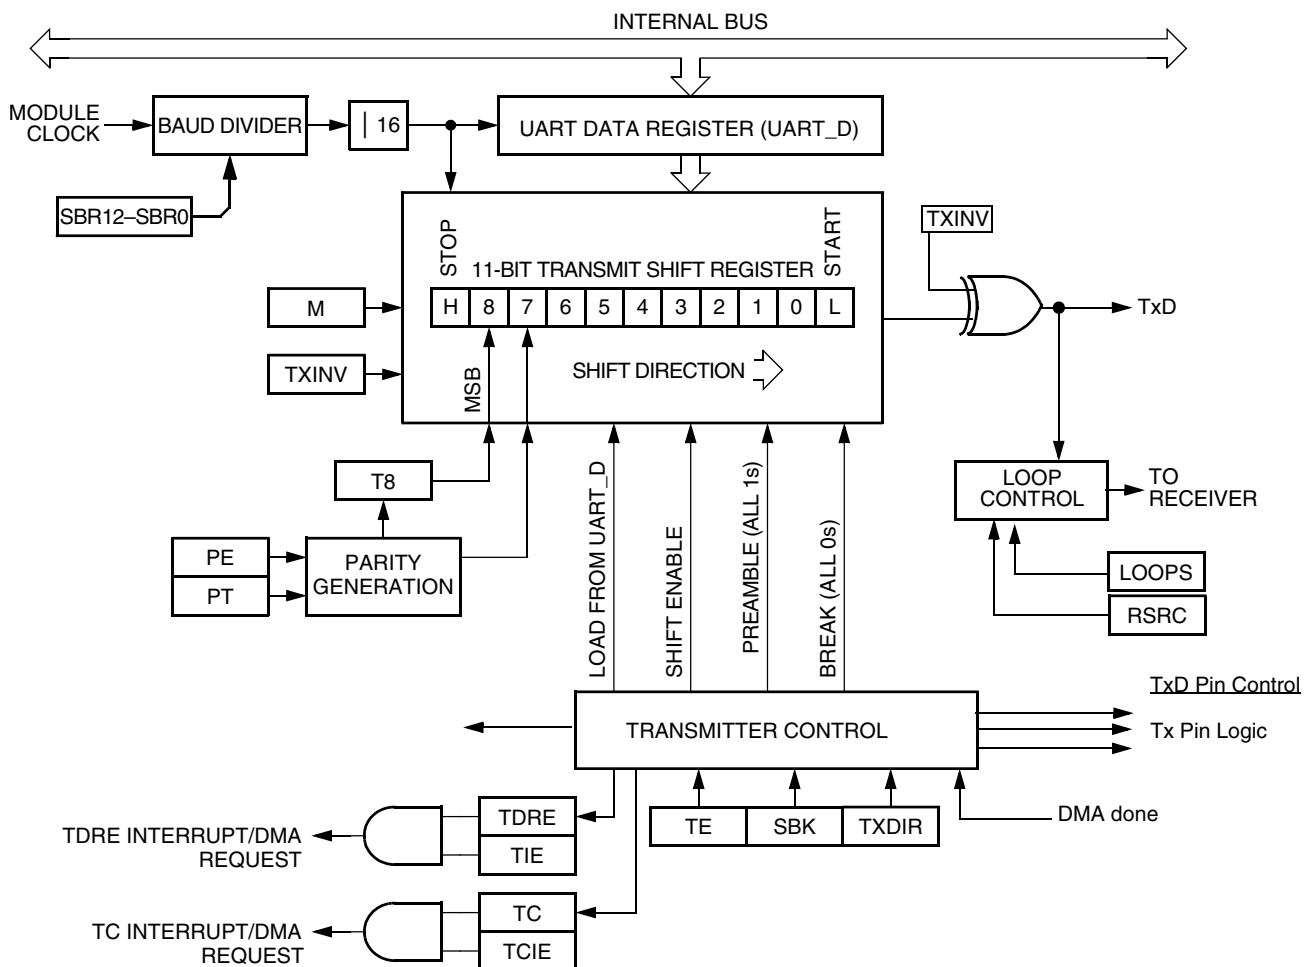 INTERNAL BUS
MODULE
CLOCK
BAUD DIVIDER
| 16
UART DATA REGISTER (UART_D)
SBR12–SBR0
TXINV
STOP
START
11-BIT TRANSMIT SHIFT REGISTER
H 8 7 6 5 4 3 2 1 0 L
M
TxD
TXINV
MSB
SHIFT DIRECTION
T8
LOOP
CONTROL
TO
RECEIVER
PE
PT
PARITY
GENERATION
LOAD FROM UART_D
SHIFT ENABLE
PREAMBLE (ALL 1s)
BREAK (ALL 0s)
LOOPS
RSRC
TxD Pin Control
TRANSMITTER CONTROL
Tx Pin Logic
TDRE
TIE
TE
SBK
TXDIR
DMA done
TDRE INTERRUPT/DMA
REQUEST
TC
TCIE
TC INTERRUPT/DMA
REQUEST